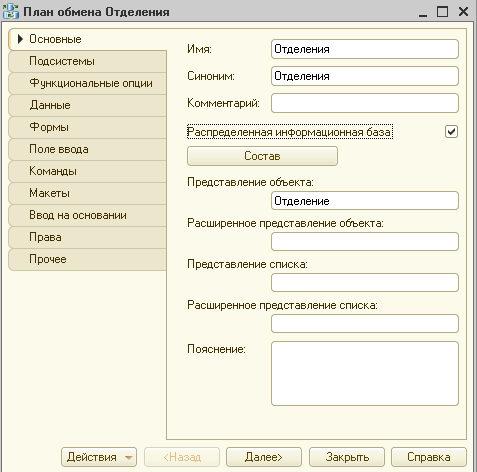 План обмена Отделения
Основные
Подсистемы
Функциональные опции
Данные
Формы
Поле ввода
Команды
Макеты
Ввод на основании
Права
Прочее
Имя: Отделения
Синоним: Отделения
Комментарий:
Распределенная информационная база
Состав
Представление объекта:
Отделение
Расширенное представление объекта:
Представление списка:
Расширенное представление списка:
Пояснение:
Действия <Назад Далее> Закрыть Справка